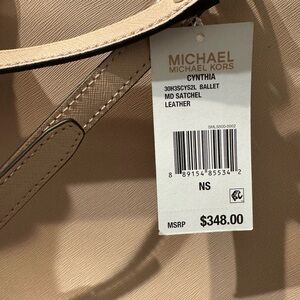 MICHAEL
MICHAEL KORS
CYNTHIA
30H3SCYS2L BALLET
MD SATCHEL
LEATHER
8 89154 85534 2
NS
MSRP $348.00